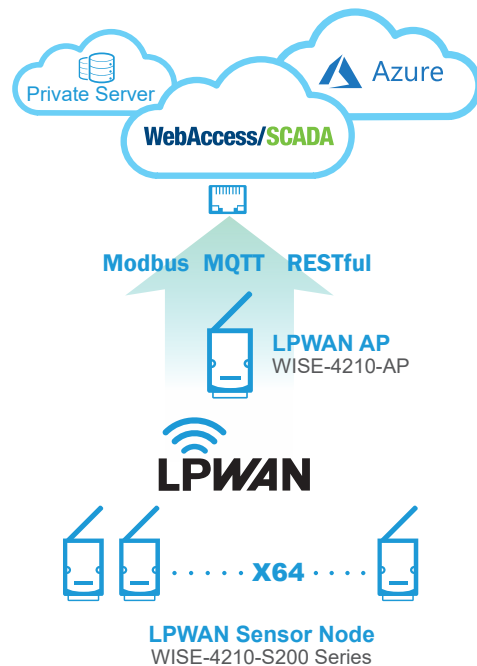 Private Server
Azure
WebAccess/SCADA
Modbus MQTT RESTful
LPWAN AP
WISE-4210-AP
LPWAN
X64
LPWAN Sensor Node
WISE-4210-S200 Series